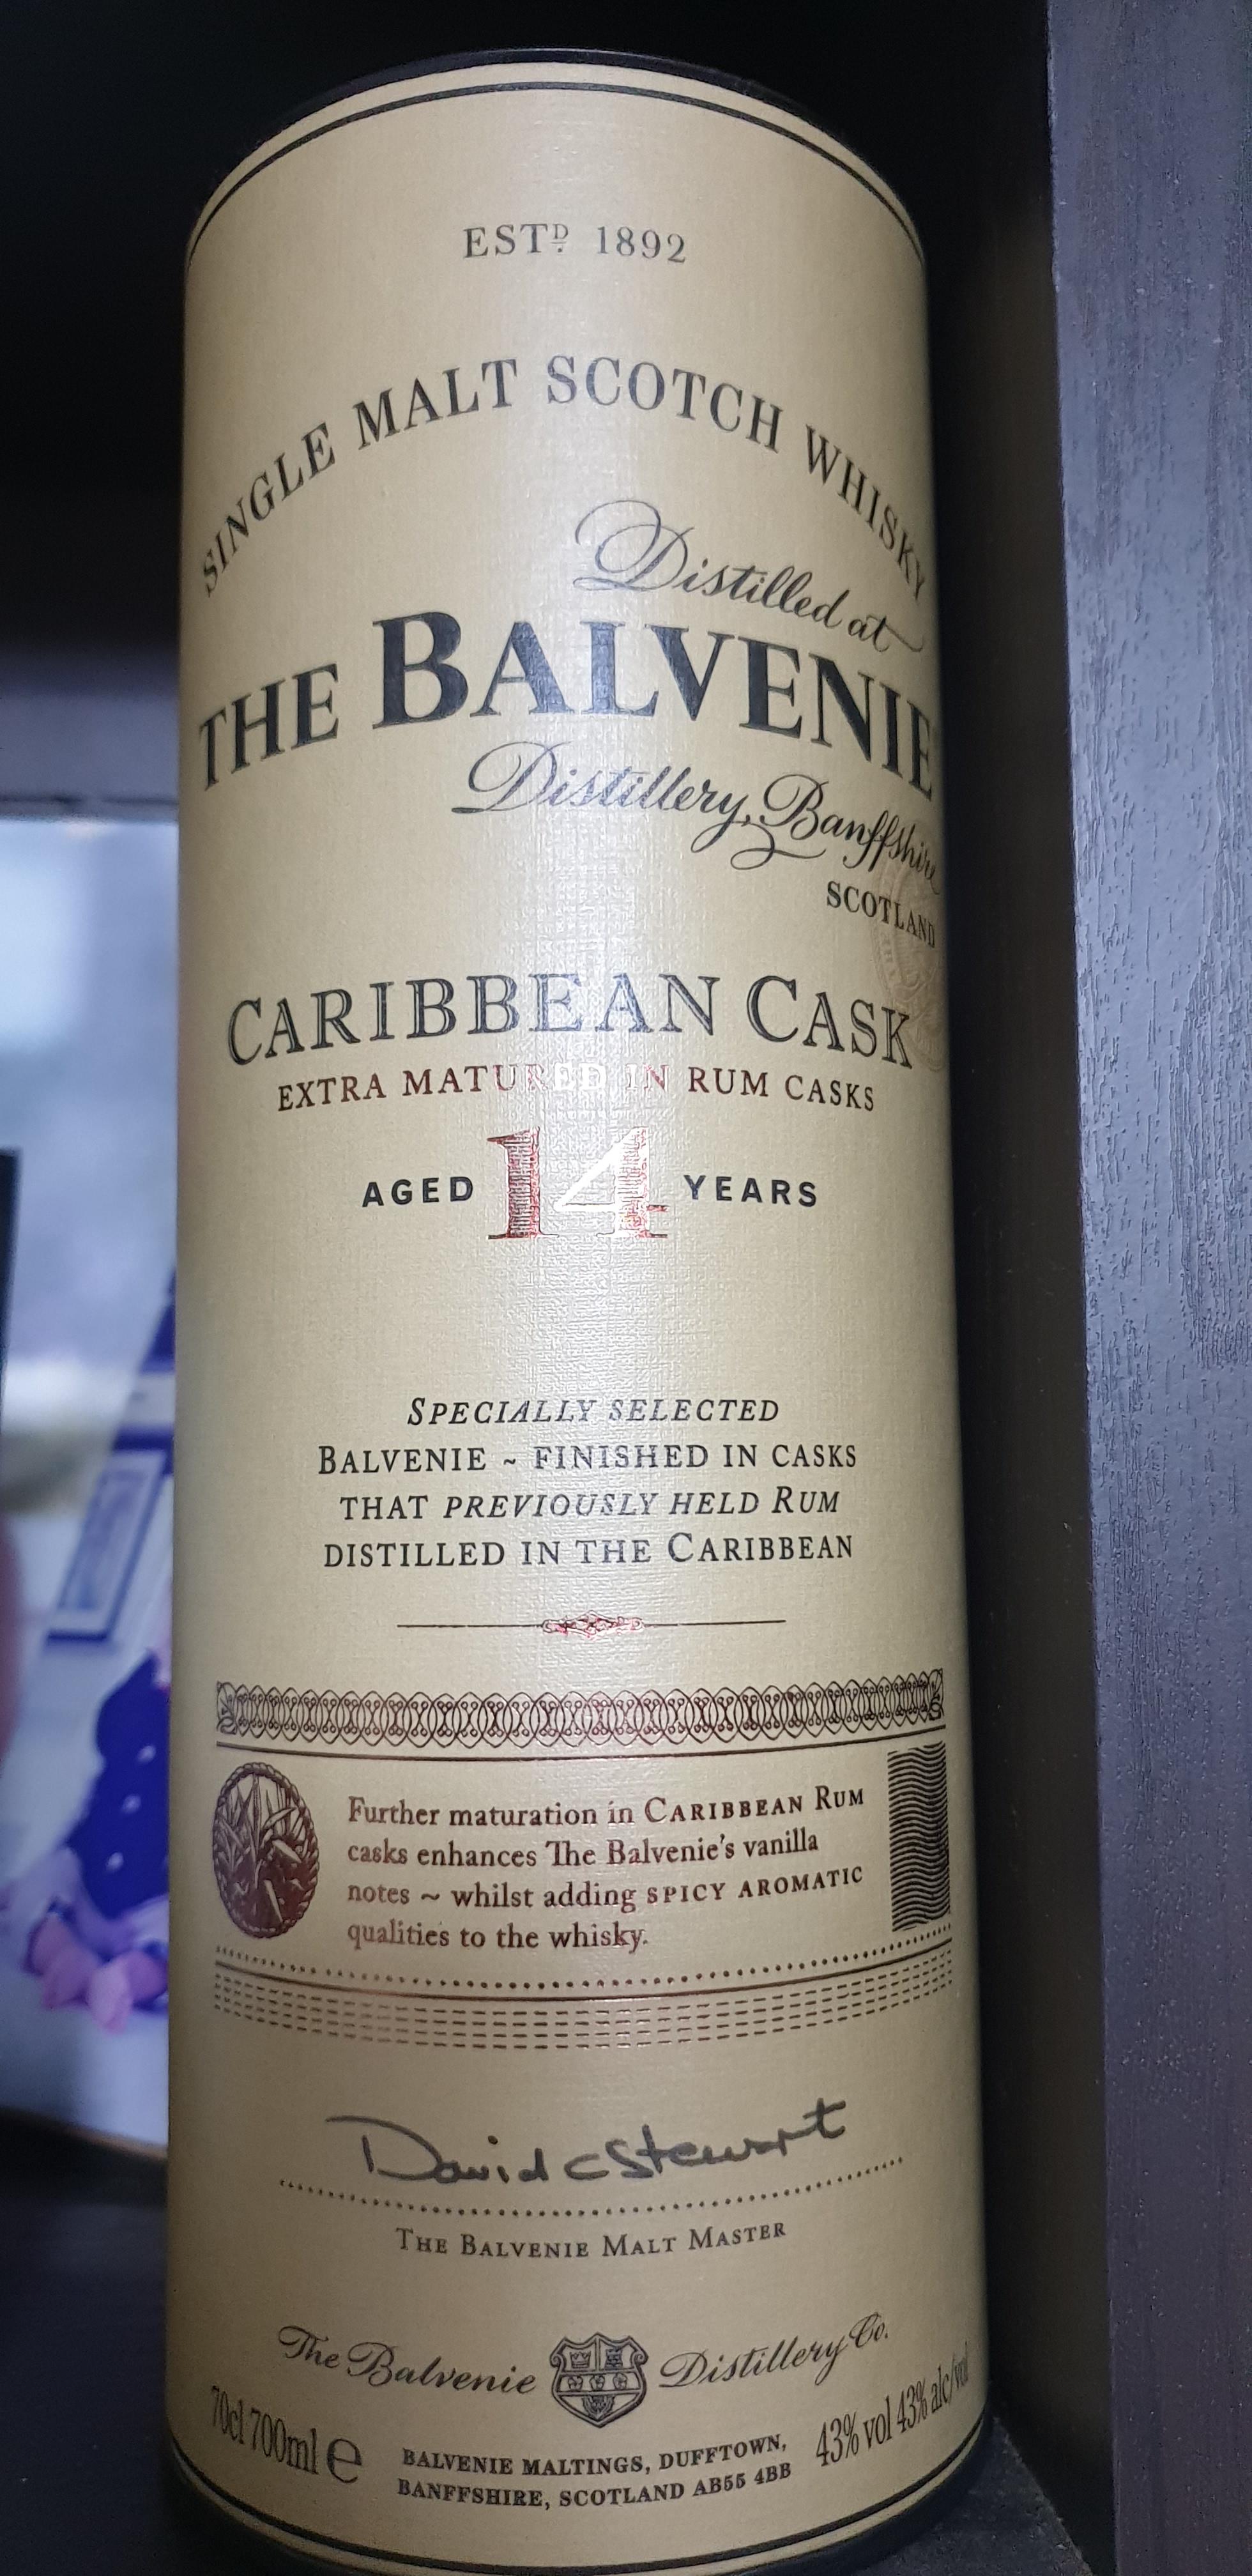 ESTD 1892
SINGLE MALT SCOTCH WHISKY
Distilled at
THE BALVENIE
Distillery, Banffshire
SCOTLAND
CARIBBEAN CASK
EXTRA MATURED IN RUM CASKS
AGED 14 YEARS
SPECIALLY SELECTED
BALVENIE ~ FINISHED IN CASKS
THAT PREVIOUSLY HELD RUM
DISTILLED IN THE CARIBBEAN
Further maturation in CARIBBEAN RUM
casks enhances The Balvenie's vanilla
notes ~ whilst adding SPICY AROMATIC
qualities to the whisky.
David C Stewart
THE BALVENIE MALT MASTER
The Balvenie Distillery Co.
70cl 700ml e
BALVENIE MALTINGS, DUFFTOWN,
BANFFSHIRE, SCOTLAND AB55 4BB
43% vol 43% alc/vol